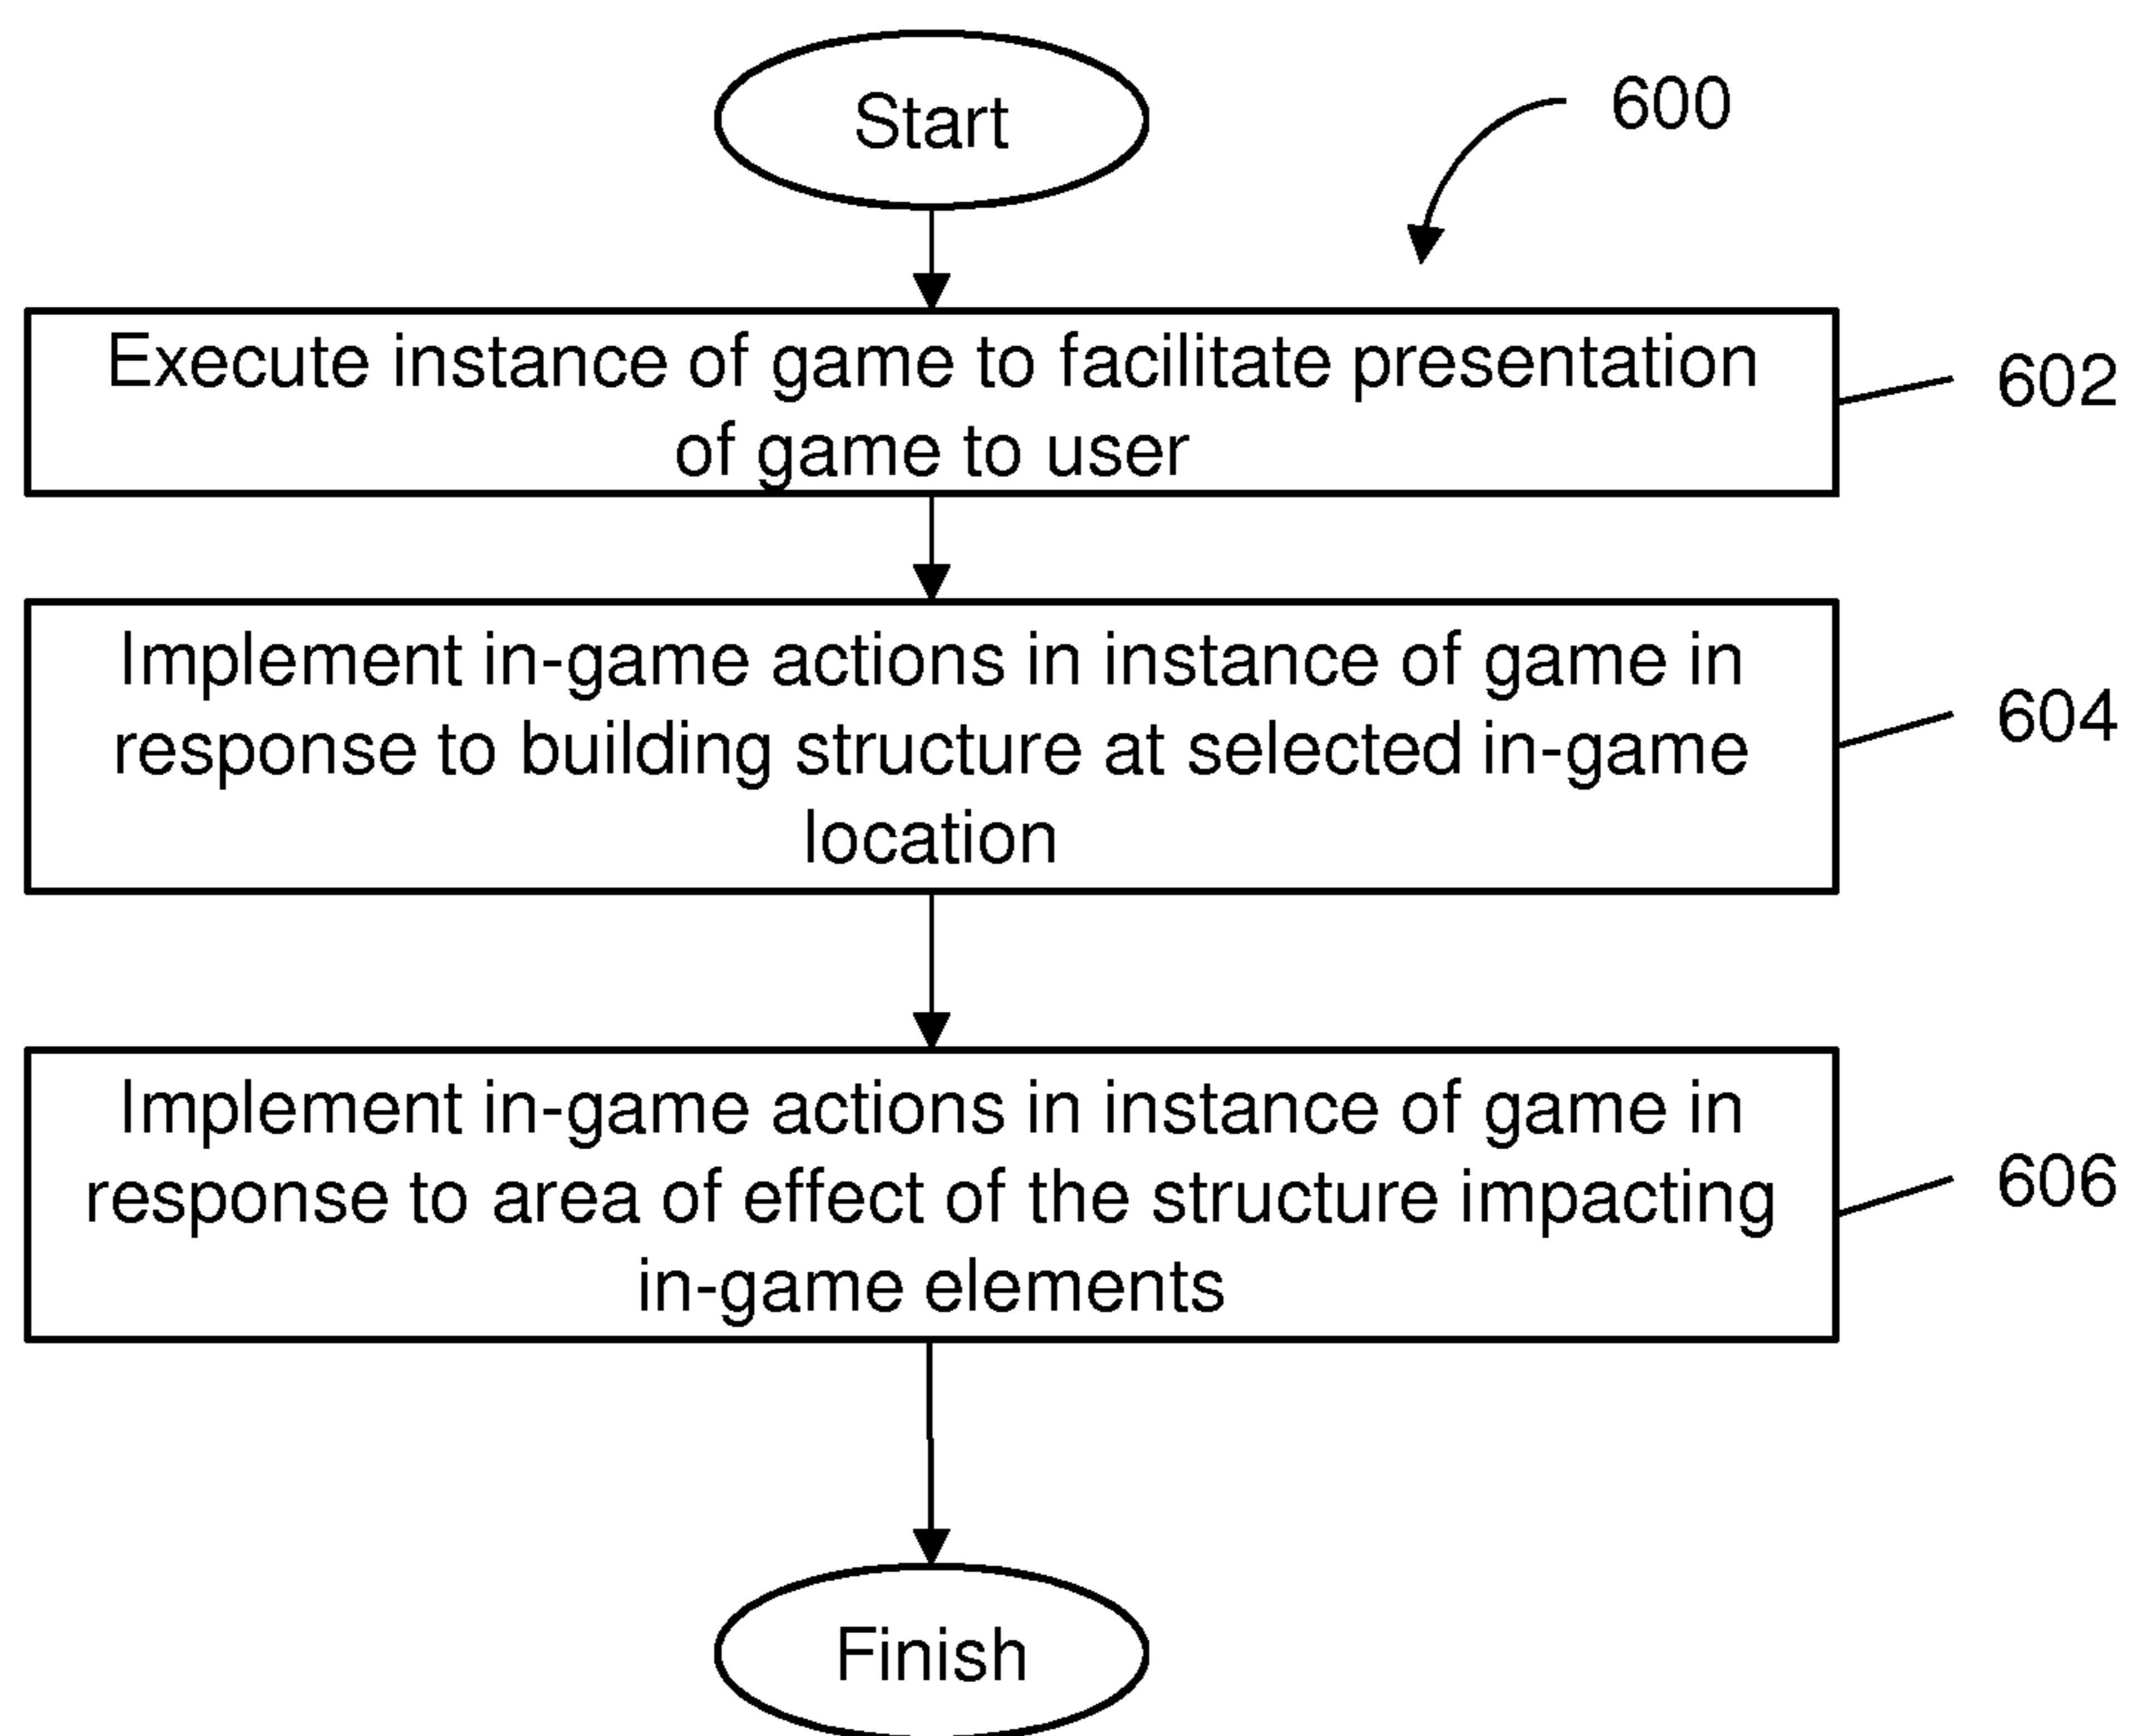 Start
600
Execute instance of game to facilitate presentation
of game to user
602
Implement in-game actions in instance of game in
response to building structure at selected in-game
location
604
Implement in-game actions in instance of game in
response to area of effect of the structure impacting
in-game elements
606
Finish